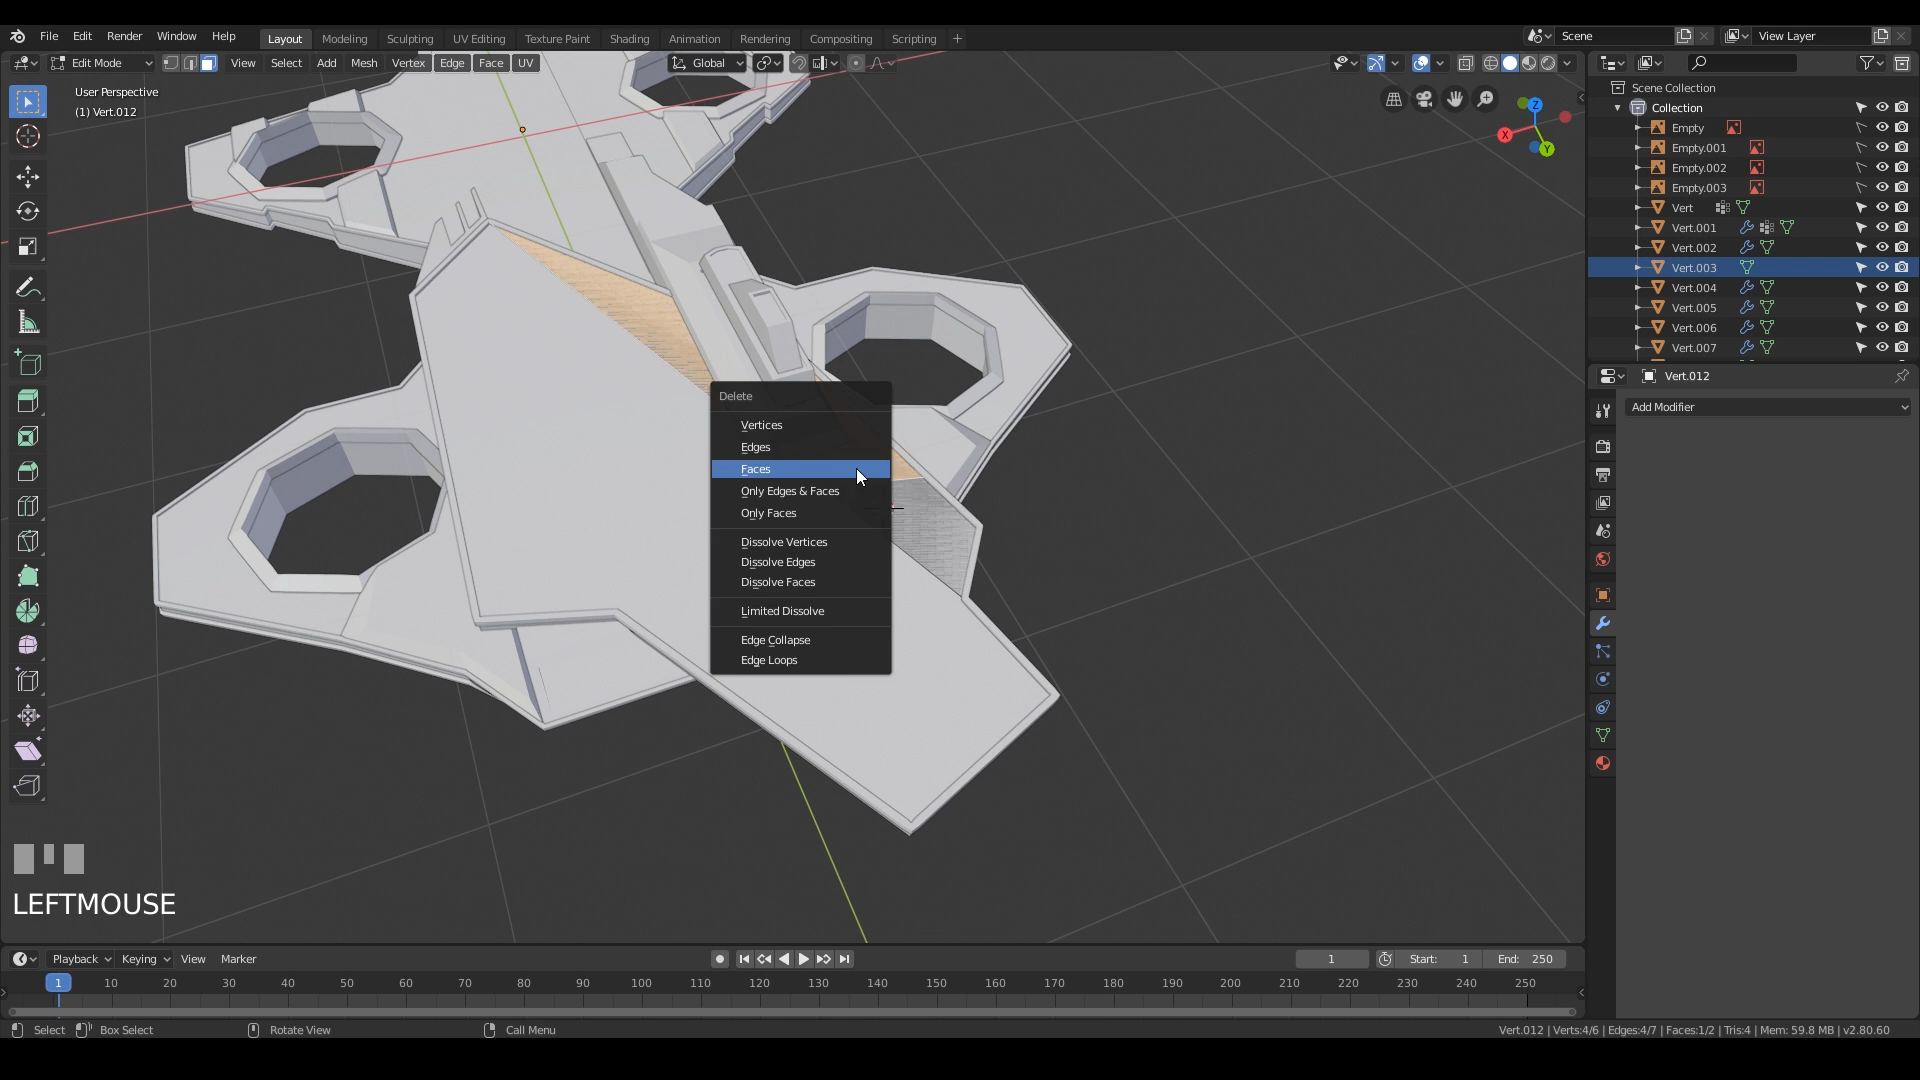 File Edit Render Window Help
Layout Modeling Sculpting UV Editing Texture Paint Shading Animation Rendering Compositing Scripting +
Scene
View Layer
Edit Mode
View Select Add Mesh Vertex Edge Face UV
Global
User Perspective
(1) Vert.012
Z
X
Y
Scene Collection
Collection
Empty
Empty.001
Empty.002
Empty.003
Vert
Vert.001
Vert.002
Vert.003
Vert.004
Vert.005
Vert.006
Vert.007
Vert.012
Add Modifier
Delete
Vertices
Edges
Faces
Only Edges & Faces
Only Faces
Dissolve Vertices
Dissolve Edges
Dissolve Faces
Limited Dissolve
Edge Collapse
Edge Loops
LEFTMOUSE
Playback Keying View Marker
1
Start: 1
End: 250
1 10 20 30 40 50 60 70 80 90 100 110 120 130 140 150 160 170 180 190 200 210 220 230 240 250
Select Box Select Rotate View Call Menu
Vert.012 | Verts:4/6 | Edges:4/7 | Faces:1/2 | Tris:4 | Mem: 59.8 MB | v2.80.60